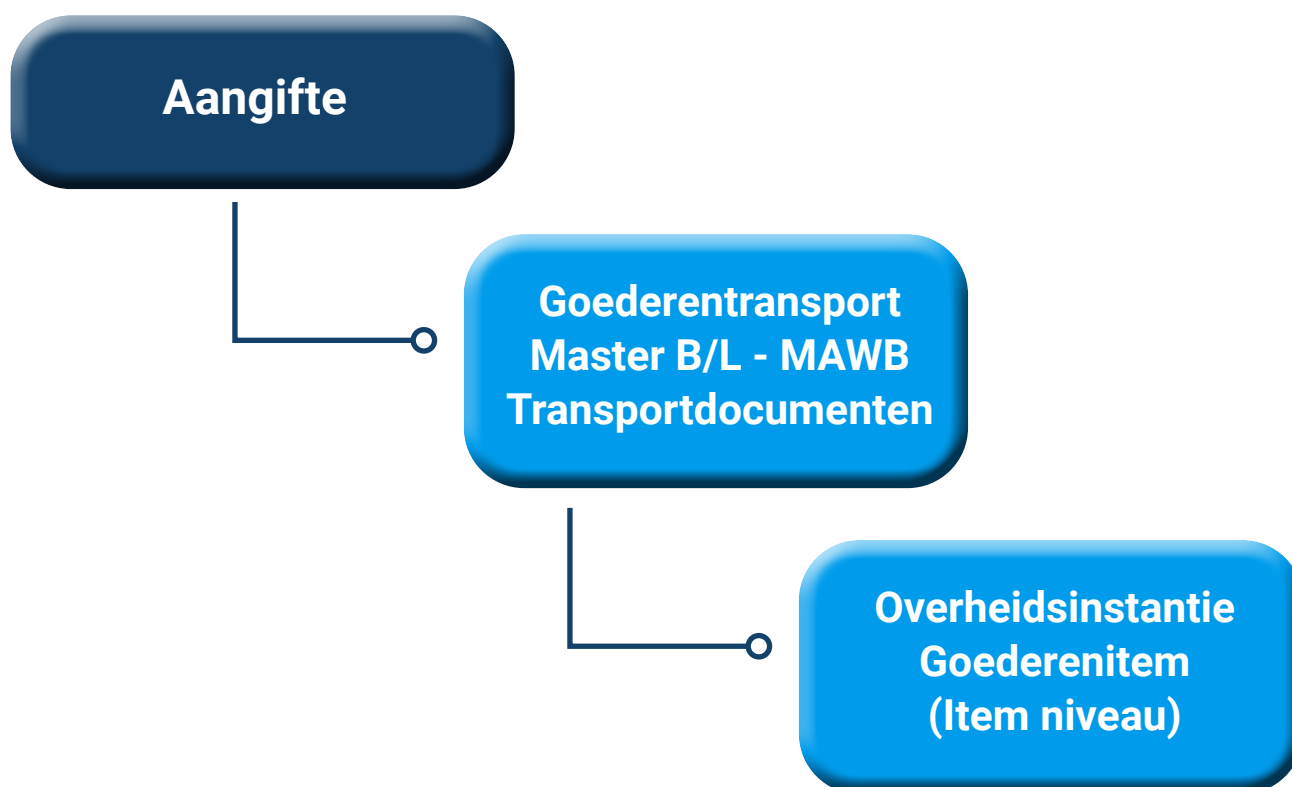 Aangifte
Goederentransport
Master B/L - MAWB
Transportdocumenten
Overheidsinstantie
Goederenitem
(Item niveau)